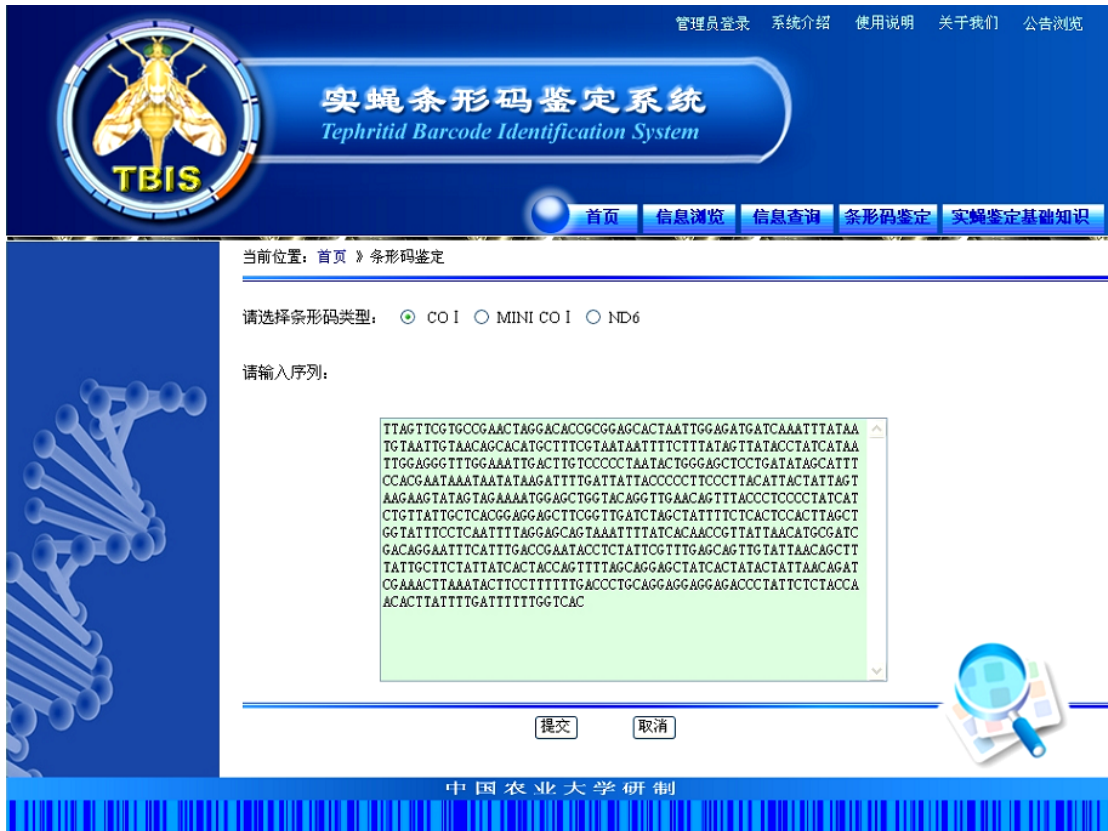 管理员登录 系统介绍 使用说明 关于我们 公告浏览
实蝇条形码鉴定系统
Tephritid Barcode Identification System
TBIS
首页 信息浏览 信息查询 条形码鉴定 实蝇鉴定基础知识
当前位置：首页 》条形码鉴定
请选择条形码类型： COⅠ MINI COⅠ ND6
请输入序列：
TTAGTTCGTGCCGAACTAGGACACCGCGGAGCACTAATTGGAGATGATCAAATTTATAA
TGTAATTGTAACAGCACATGCTTTCGTAATAATTTTCTTTATAGTTATACCTATCATAA
TTGGAGGGTTTGGAAATTGACTTGTCCCCCTAATACTGGGAGCTCCTGATATAGCATTT
CCACGAATAAATAATATAAGATTTTGATTATTACCCCCTTCCCTTACATTACTATTAGT
AAGAAGTATAGTAGAAAATGGAGCTGGTACAGGTTGAACAGTTTACCCTCCCCTATCAT
CTGTTATTGCTCACGGAGGAGCTTCGGTTGATCTAGCTATTTTCTCACTCCACTTAGCT
GGTATTTCCTCAATTTTAGGAGCAGTAAATTTTATCACAACCGTTATTAACATGCGATC
GACAGGAATTTCATTTGACCGAATACCTCTATTCGTTTGAGCAGTTGTATTAACAGCTT
TATTGCTTCTATTATCACTACCAGTTTTAGCAGGAGCTATCACTATACTATTAACAGAT
CGAAACTTAAATACTTCCTTTTTTGACCCTGCAGGAGGAGGAGACCCTATTCTCTACCA
ACACTTATTTTGATTTTTTGGTCAC
提交 取消
中国农业大学研制